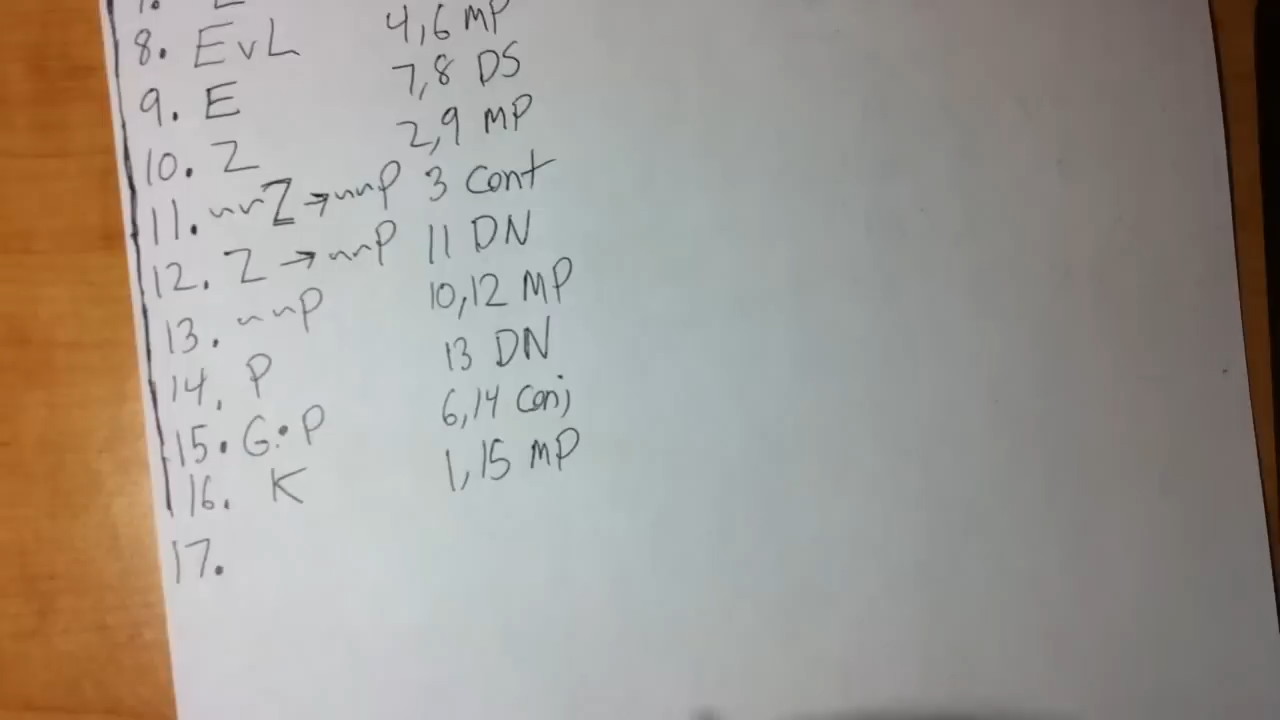 8. EvL 4,6 MP
9. E 7,8 DS
10. Z 2,9 MP
11. ~~Z → ~~P 3 Cont
12. Z → ~~P 11 DN
13. ~~P 10,12 MP
14. P 13 DN
15. G•P 6,14 Conj
16. K 1,15 MP
17.